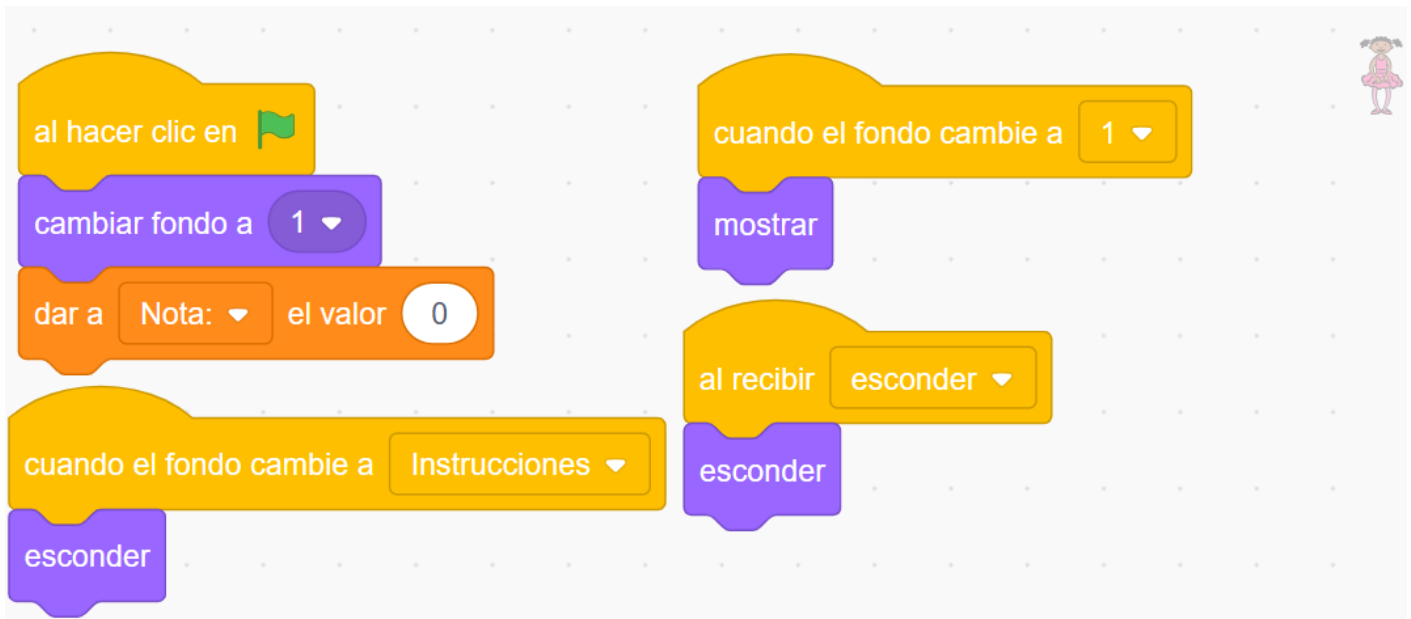 al hacer clic en
cambiar fondo a 1
dar a Nota: el valor 0
cuando el fondo cambie a Instrucciones
esconder
cuando el fondo cambie a 1
mostrar
al recibir esconder
esconder